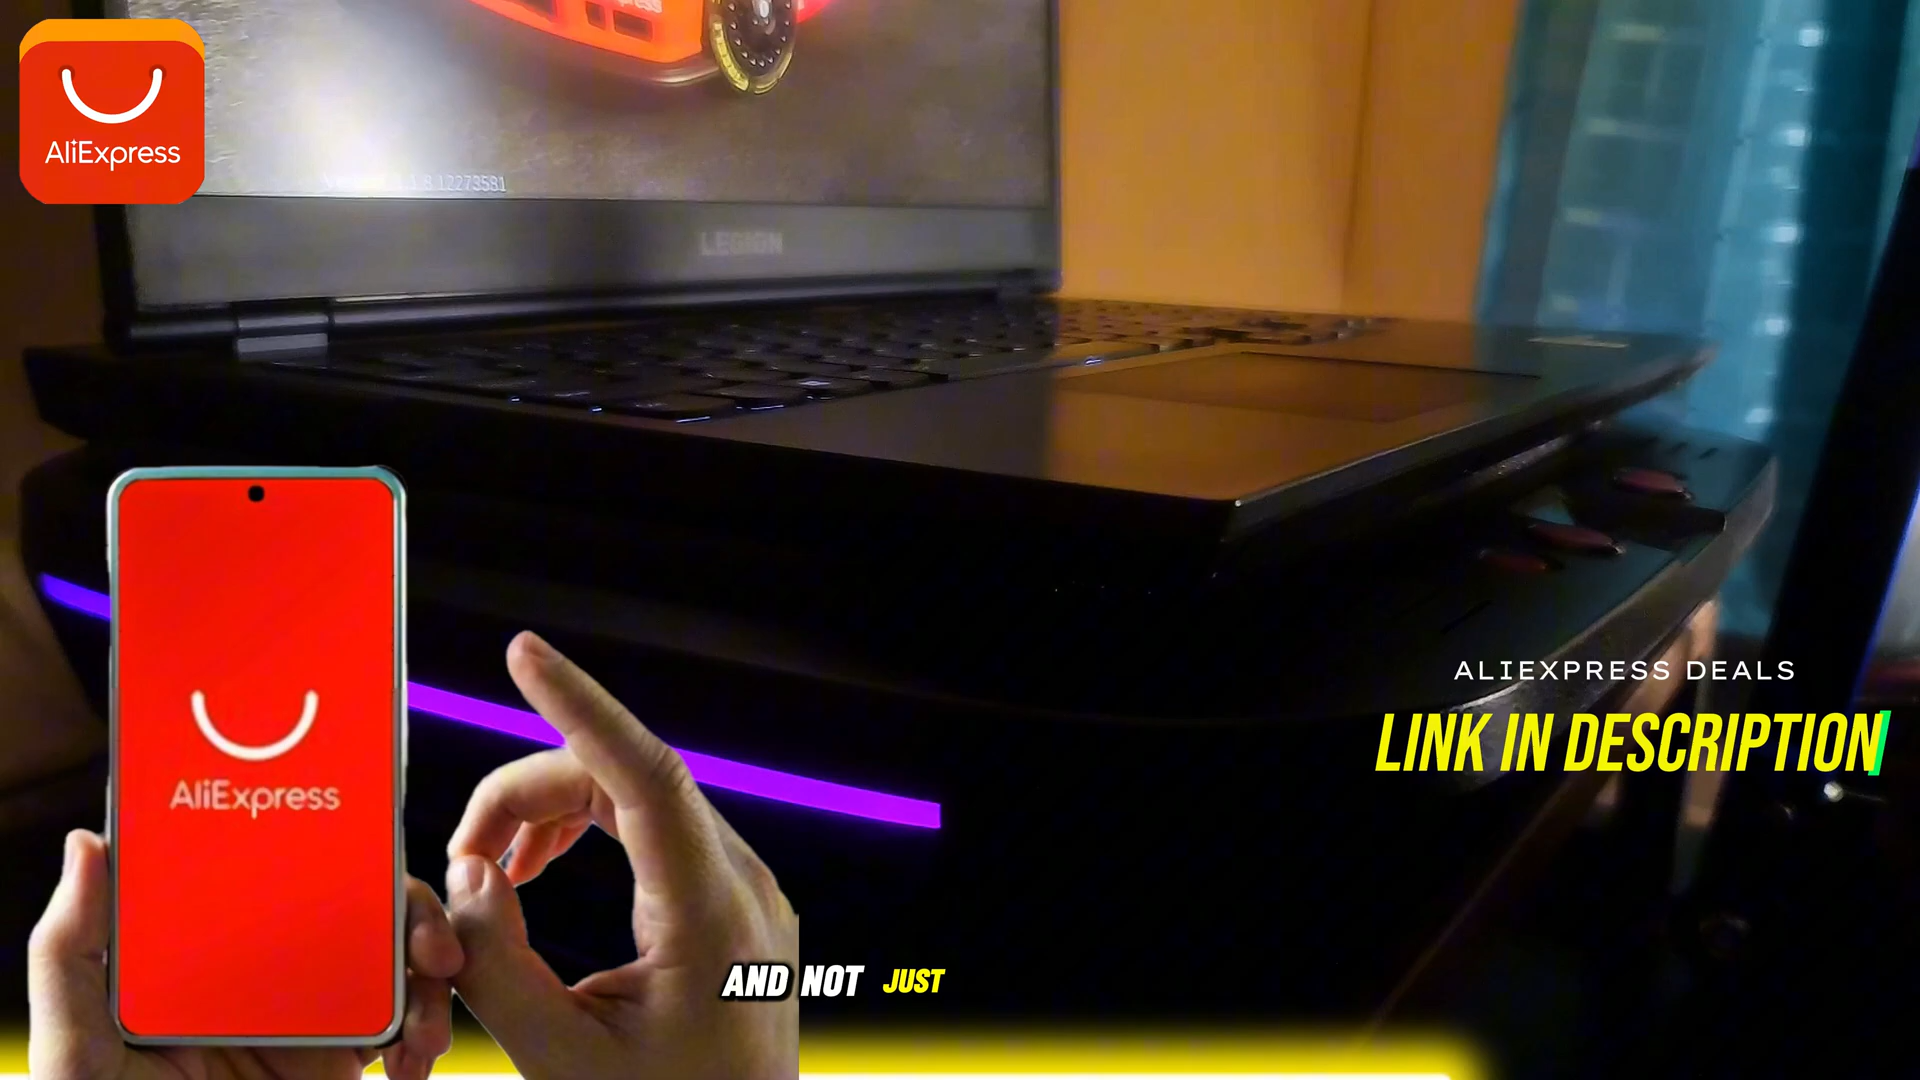 AliExpress
LEGION
AliExpress
ALIEXPRESS DEALS
LINK IN DESCRIPTION
AND NOT JUST